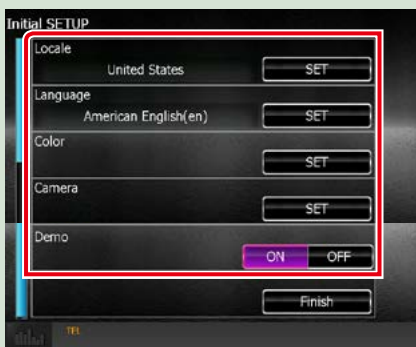 Initial SETUP
Locale
United States SET
Language
American English(en) SET
Color
SET
Camera
SET
Demo
ON OFF
Finish
TEL